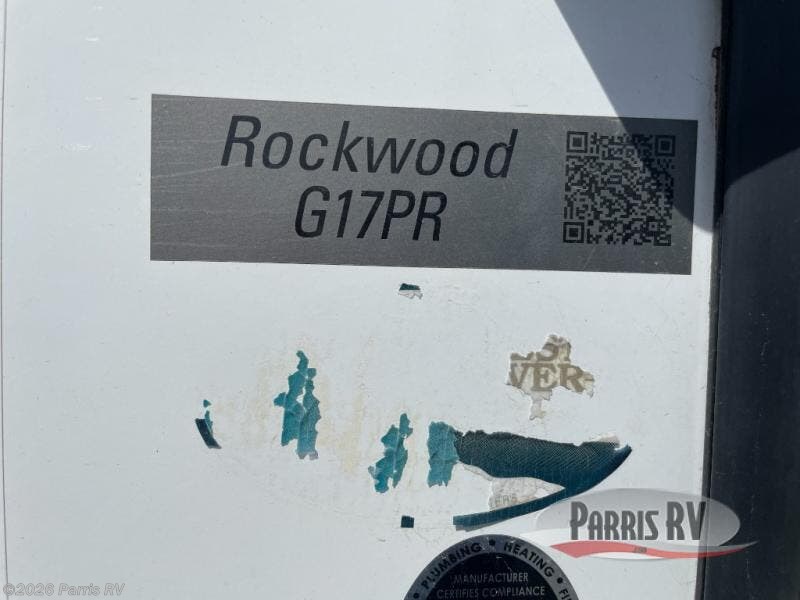 Rockwood
G17PR
VER
PARRIS RV
PLUMBING • HEATING •
MANUFACTURER
CERTIFIES COMPLIANCE
©2026 Parris RV